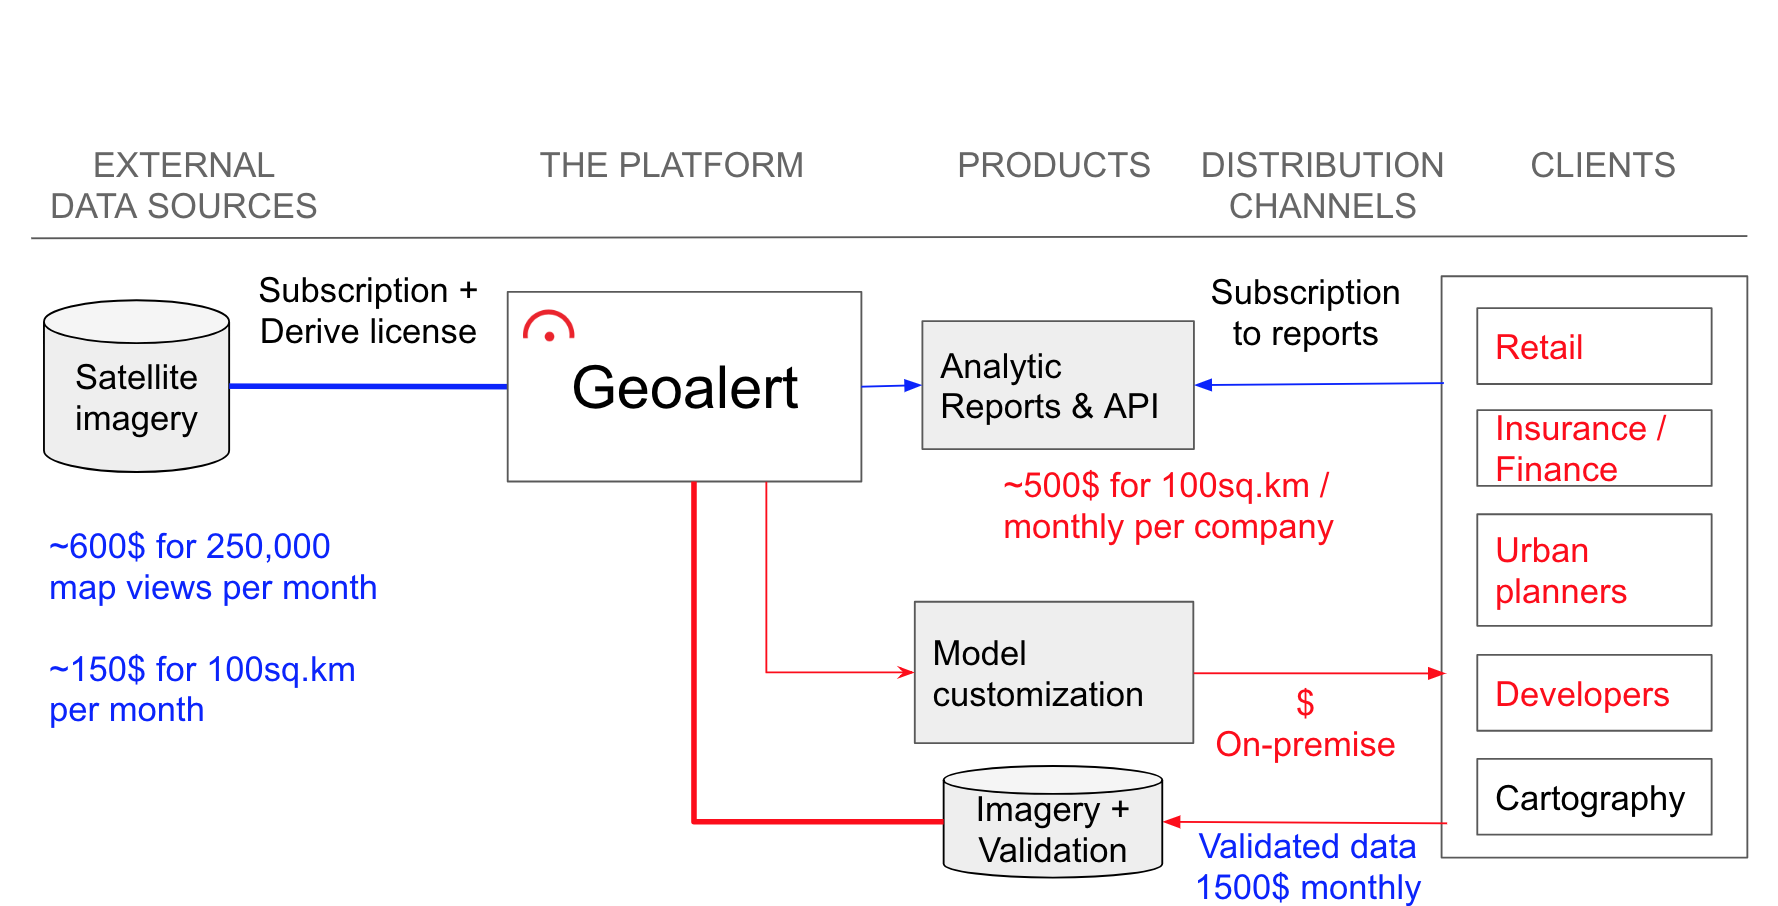 EXTERNAL
DATA SOURCES
THE PLATFORM
PRODUCTS
DISTRIBUTION
CHANNELS
CLIENTS
Satellite
imagery
Subscription +
Derive license
~600$ for 250,000
map views per month
~150$ for 100sq.km
per month
Geoalert
Analytic
Reports & API
~500$ for 100sq.km /
monthly per company
Model
customization
Imagery +
Validation
Subscription
to reports
$
On-premise
Validated data
1500$ monthly
Retail
Insurance /
Finance
Urban
planners
Developers
Cartography